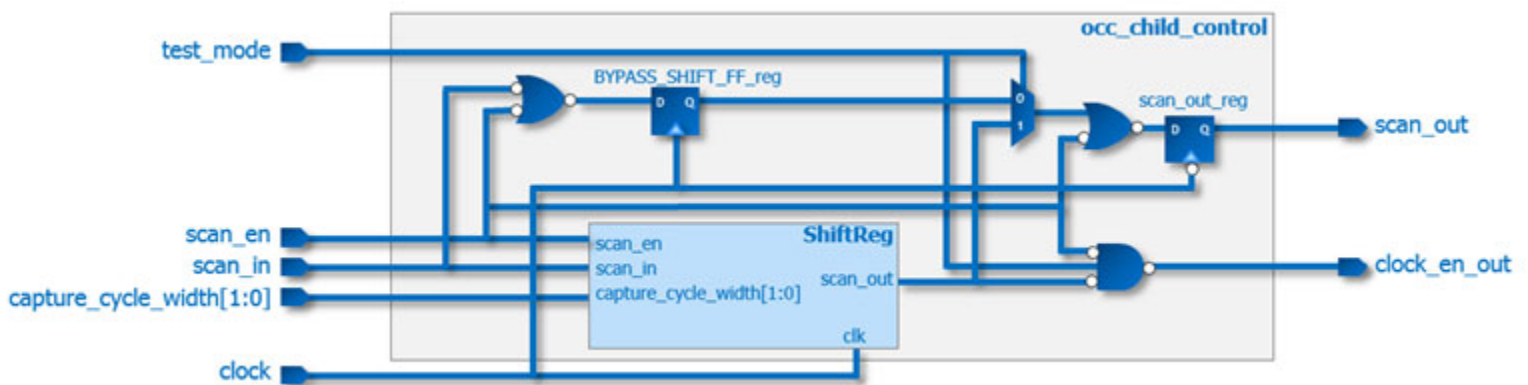 occ_child_control
test_mode
BYPASS_SHIFT_FF_reg
D Q
0
1
scan_out_reg
D Q
scan_out
scan_en
scan_in
capture_cycle_width[1:0]
clock
ShiftReg
scan_en
scan_in
capture_cycle_width[1:0]
scan_out
clk
clock_en_out